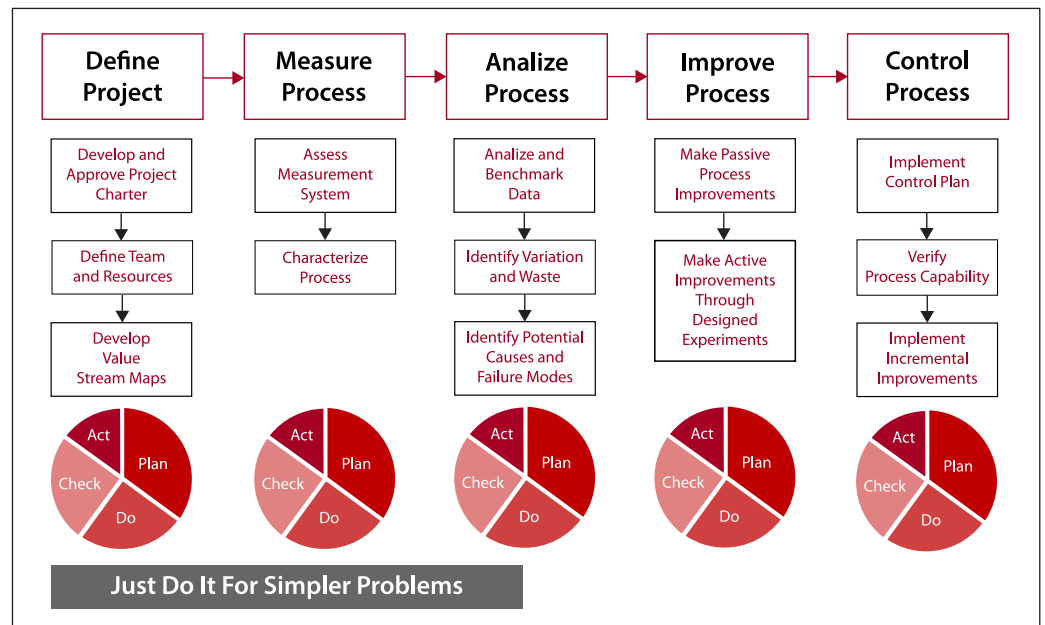 Define
Project
Measure
Process
Analize
Process
Improve
Process
Control
Process
Develop and
Approve Project
Charter
Define Team
and Resources
Develop
Value
Stream Maps
Assess
Measurement
System
Characterize
Process
Analize and
Benchmark
Data
Identify Variation
and Waste
Identify Potential
Causes and
Failure Modes
Make Passive
Process
Improvements
Make Active
Improvements
Through
Designed
Experiments
Implement
Control Plan
Verify
Process Capability
Implement
Incremental
Improvements
Act
Plan
Check
Do
Act
Plan
Check
Do
Act
Plan
Check
Do
Act
Plan
Check
Do
Act
Plan
Check
Do
Just Do It For Simpler Problems